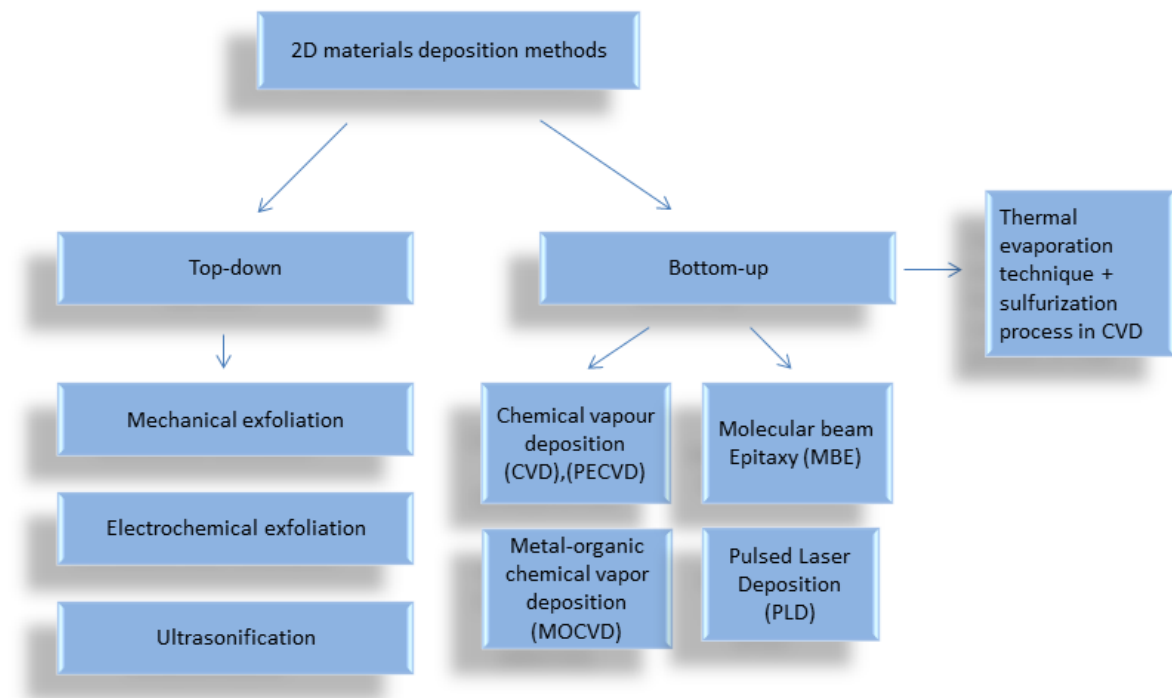 2D materials deposition methods
Top-down
Bottom-up
Thermal
evaporation
technique +
sulfurization
process in CVD
Mechanical exfoliation
Electrochemical exfoliation
Ultrasonification
Chemical vapour
deposition
(CVD),(PECVD)
Molecular beam
Epitaxy (MBE)
Metal-organic
chemical vapor
deposition
(MOCVD)
Pulsed Laser
Deposition
(PLD)